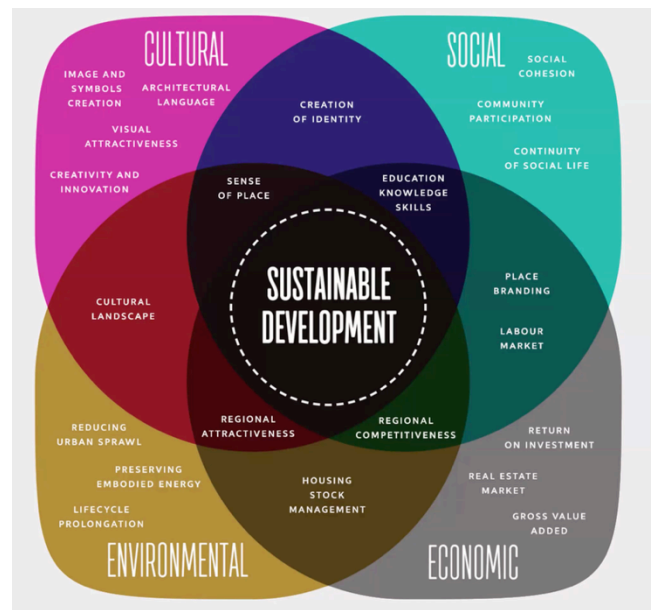 CULTURAL
SOCIAL
IMAGE AND
SYMBOLS
CREATION
ARCHITECTURAL
LANGUAGE
VISUAL
ATTRACTIVENESS
CREATIVITY AND
INNOVATION
CREATION
OF IDENTITY
SOCIAL
COHESION
COMMUNITY
PARTICIPATION
CONTINUITY
OF SOCIAL LIFE
SENSE
OF PLACE
EDUCATION
KNOWLEDGE
SKILLS
CULTURAL
LANDSCAPE
SUSTAINABLE
DEVELOPMENT
PLACE
BRANDING
LABOUR
MARKET
REGIONAL
ATTRACTIVENESS
REGIONAL
COMPETITIVENESS
REDUCING
URBAN SPRAWL
PRESERVING
EMBODIED ENERGY
LIFECYCLE
PROLONGATION
HOUSING
STOCK
MANAGEMENT
RETURN
ON INVESTMENT
REAL ESTATE
MARKET
GROSS VALUE
ADDED
ENVIRONMENTAL
ECONOMIC